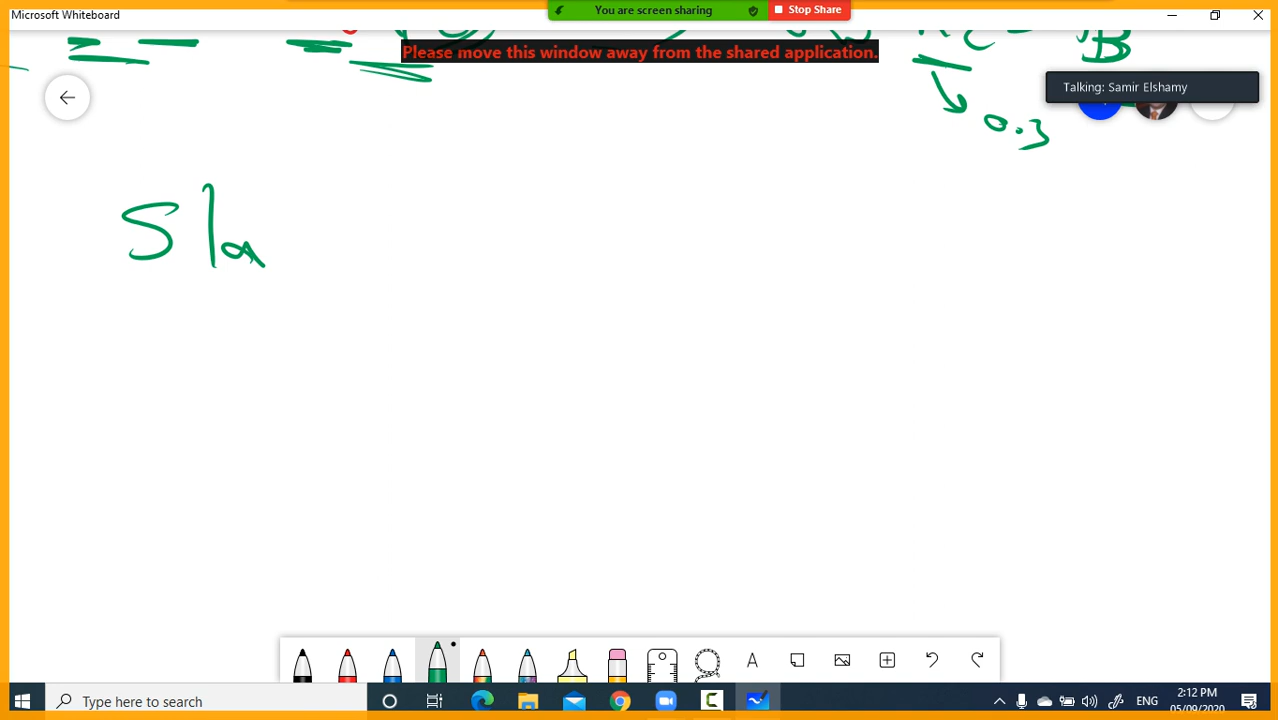 You are screen sharing
Stop Share
Microsoft Whiteboard
Please move this window away from the shared application.
Talking: Samir Elshamy
0.3
Sla
A
Type here to search
ENG
2:12 PM
05/09/2020